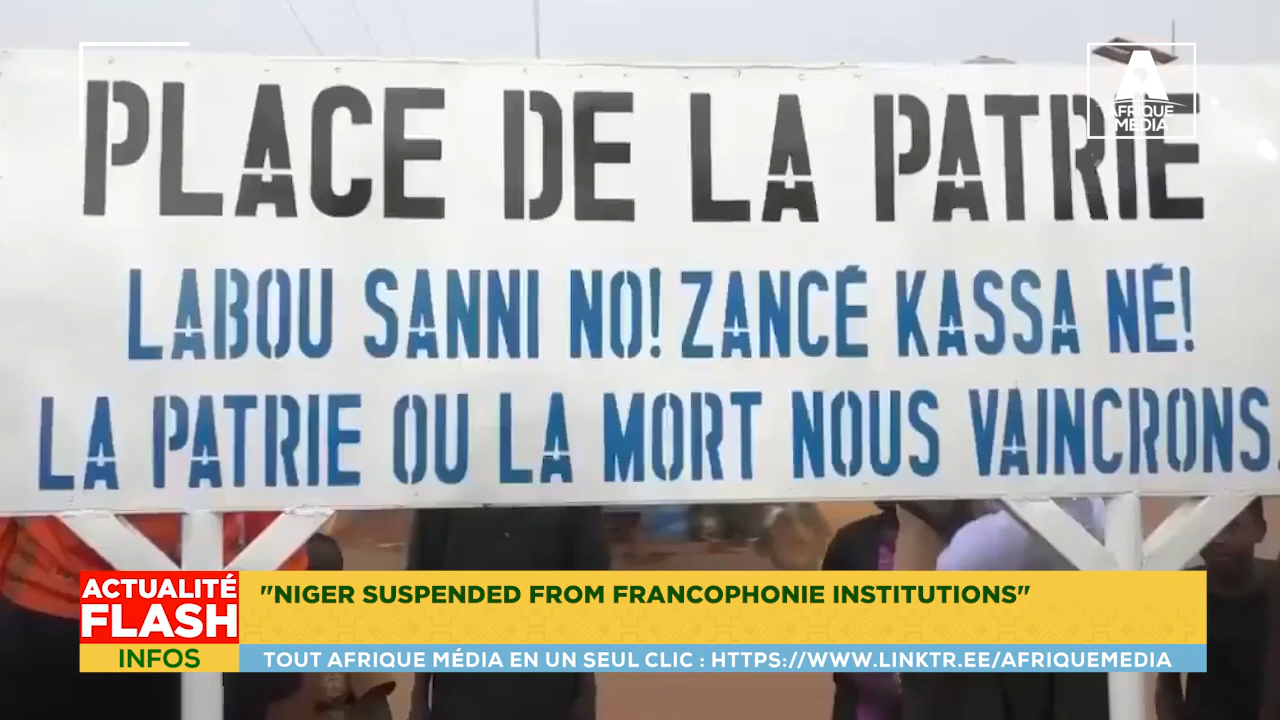 PLACE DE LA PATRIE
AFRIQUE
MEDIA
LABOU SANNI NO! ZANCÉ KASSA NÉ!
LA PATRIE OU LA MORT NOUS VAINCRONS.
ACTUALITÉ
FLASH
INFOS
"NIGER SUSPENDED FROM FRANCOPHONIE INSTITUTIONS"
TOUT AFRIQUE MÉDIA EN UN SEUL CLIC : HTTPS://WWW.LINKTR.EE/AFRIQUEMEDIA